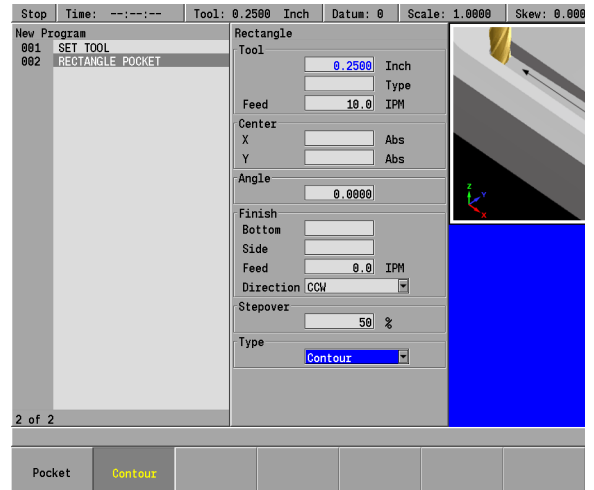 Stop Time: --:--:-- Tool: 0.2500 Inch Datum: 0 Scale: 1.0000 Skew: 0.000
New Program
001 SET TOOL
002 RECTANGLE POCKET
2 of 2
Rectangle
Tool
0.2500 Inch
Type
Feed 10.0 IPM
Center
X Abs
Y Abs
Angle
0.0000
Finish
Bottom
Side
Feed 0.0 IPM
Direction CCW
Stepover
50 %
Type
Contour
Z
Y
X
Pocket Contour